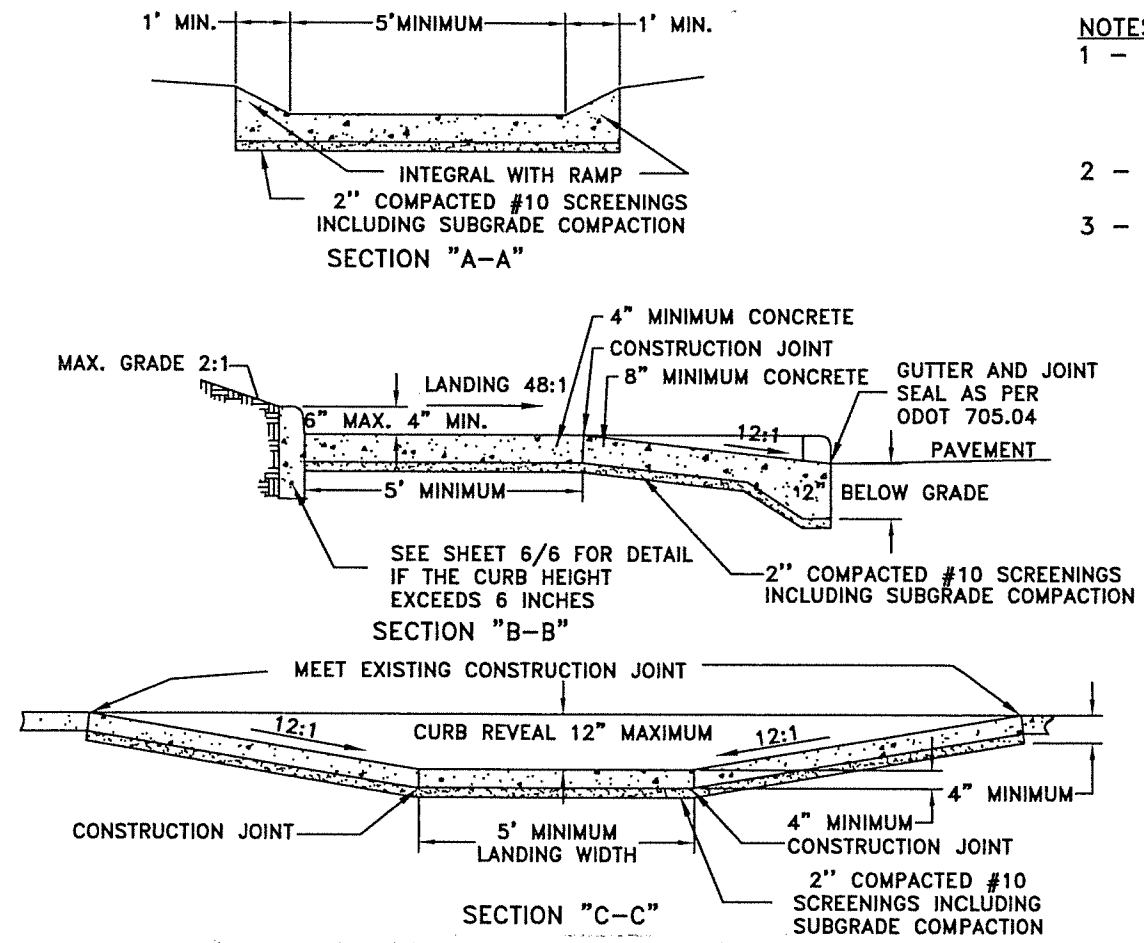 1' MIN.
5'MINIMUM
1' MIN.
INTEGRAL WITH RAMP
2" COMPACTED #10 SCREENINGS
INCLUDING SUBGRADE COMPACTION
SECTION "A-A"
NOTES
1 -
2 -
3 -
MAX. GRADE 2:1
LANDING 48:1
6" MAX. 4" MIN.
5' MINIMUM
4" MINIMUM CONCRETE
CONSTRUCTION JOINT
8" MINIMUM CONCRETE
12:1
GUTTER AND JOINT
SEAL AS PER
ODOT 705.04
PAVEMENT
12" BELOW GRADE
SEE SHEET 6/6 FOR DETAIL
IF THE CURB HEIGHT
EXCEEDS 6 INCHES
2" COMPACTED #10 SCREENINGS
INCLUDING SUBGRADE COMPACTION
SECTION "B-B"
MEET EXISTING CONSTRUCTION JOINT
12:1
CURB REVEAL 12" MAXIMUM
12:1
4" MINIMUM
CONSTRUCTION JOINT
5' MINIMUM
LANDING WIDTH
4" MINIMUM
CONSTRUCTION JOINT
2" COMPACTED #10
SCREENINGS INCLUDING
SUBGRADE COMPACTION
SECTION "C-C"